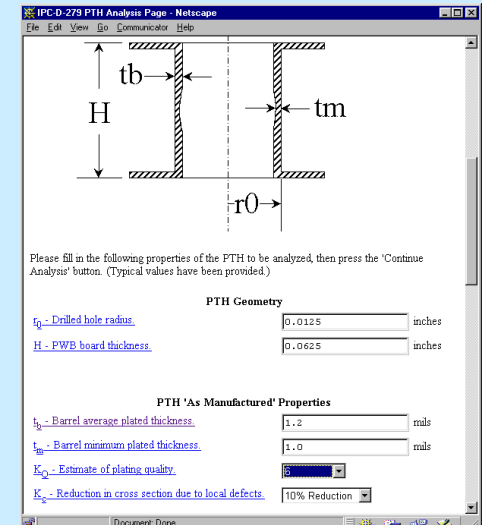 IPC-D-279 PTH Analysis Page - Netscape
File Edit View Go Communicator Help
tb
H
tm
r0
Please fill in the following properties of the PTH to be analyzed, then press the 'Continue
Analysis' button. (Typical values have been provided.)
PTH Geometry
r0 - Drilled hole radius. 0.0125 inches
H - PWB board thickness. 0.0625 inches
PTH 'As Manufactured' Properties
tb - Barrel average plated thickness. 1.2 mils
tm - Barrel minimum plated thickness. 1.0 mils
KQ - Estimate of plating quality. 6
Kc - Reduction in cross section due to local defects. 10% Reduction
Document: Done